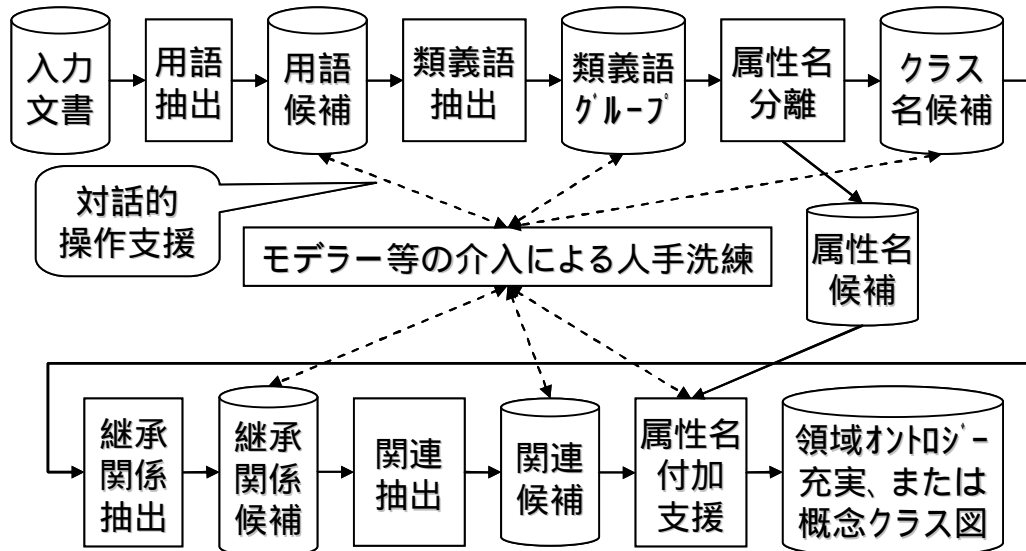 入力
文書
用語
抽出
用語
候補
類義語
抽出
類義語
ｸﾞﾙｰﾌﾟ
属性名
分離
クラス
名候補
対話的
操作支援
モデラー等の介入による人手洗練
属性名
候補
継承
関係
抽出
継承
関係
候補
関連
抽出
関連
候補
属性名
付加
支援
領域ｵﾝﾄﾛｼﾞｰ
充実、または
概念クラス図